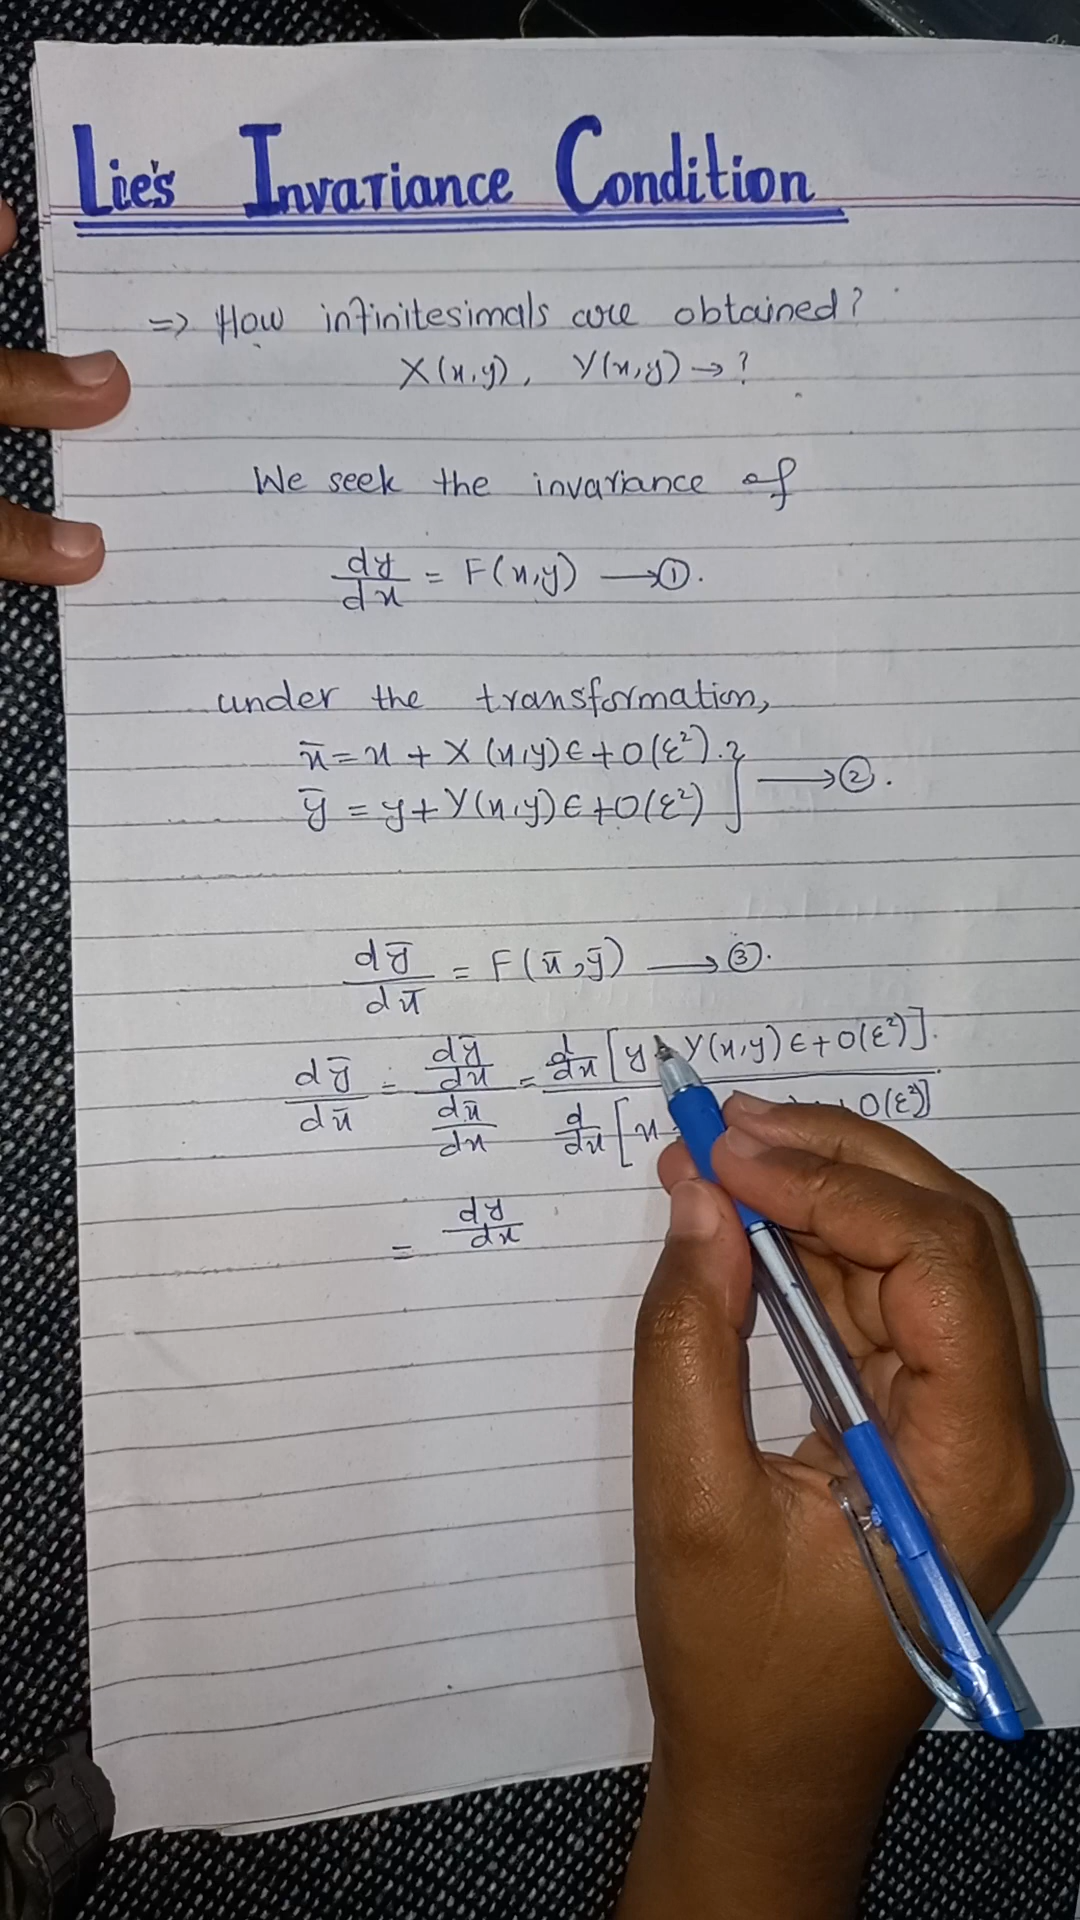 Lie's Invariance Condition
=> How infinitesimals are obtained?
X(x,y), Y(x,y) → ?
We seek the invariance of
dy/dx = F(x,y) → ①.
under the transformation,
x̄ = x + X(x,y)ϵ + O(ε²).
ȳ = y + Y(x,y)ϵ + O(ε²) } → ②.
dȳ/dx̄ = F(x̄,ȳ) → ③.
dȳ/dx̄ = (dȳ/dx)/(dx̄/dx) = d/dx[y + Y(x,y)ϵ + O(ε²)]. / d/dx[x + O(ε²)]
= dy/dx